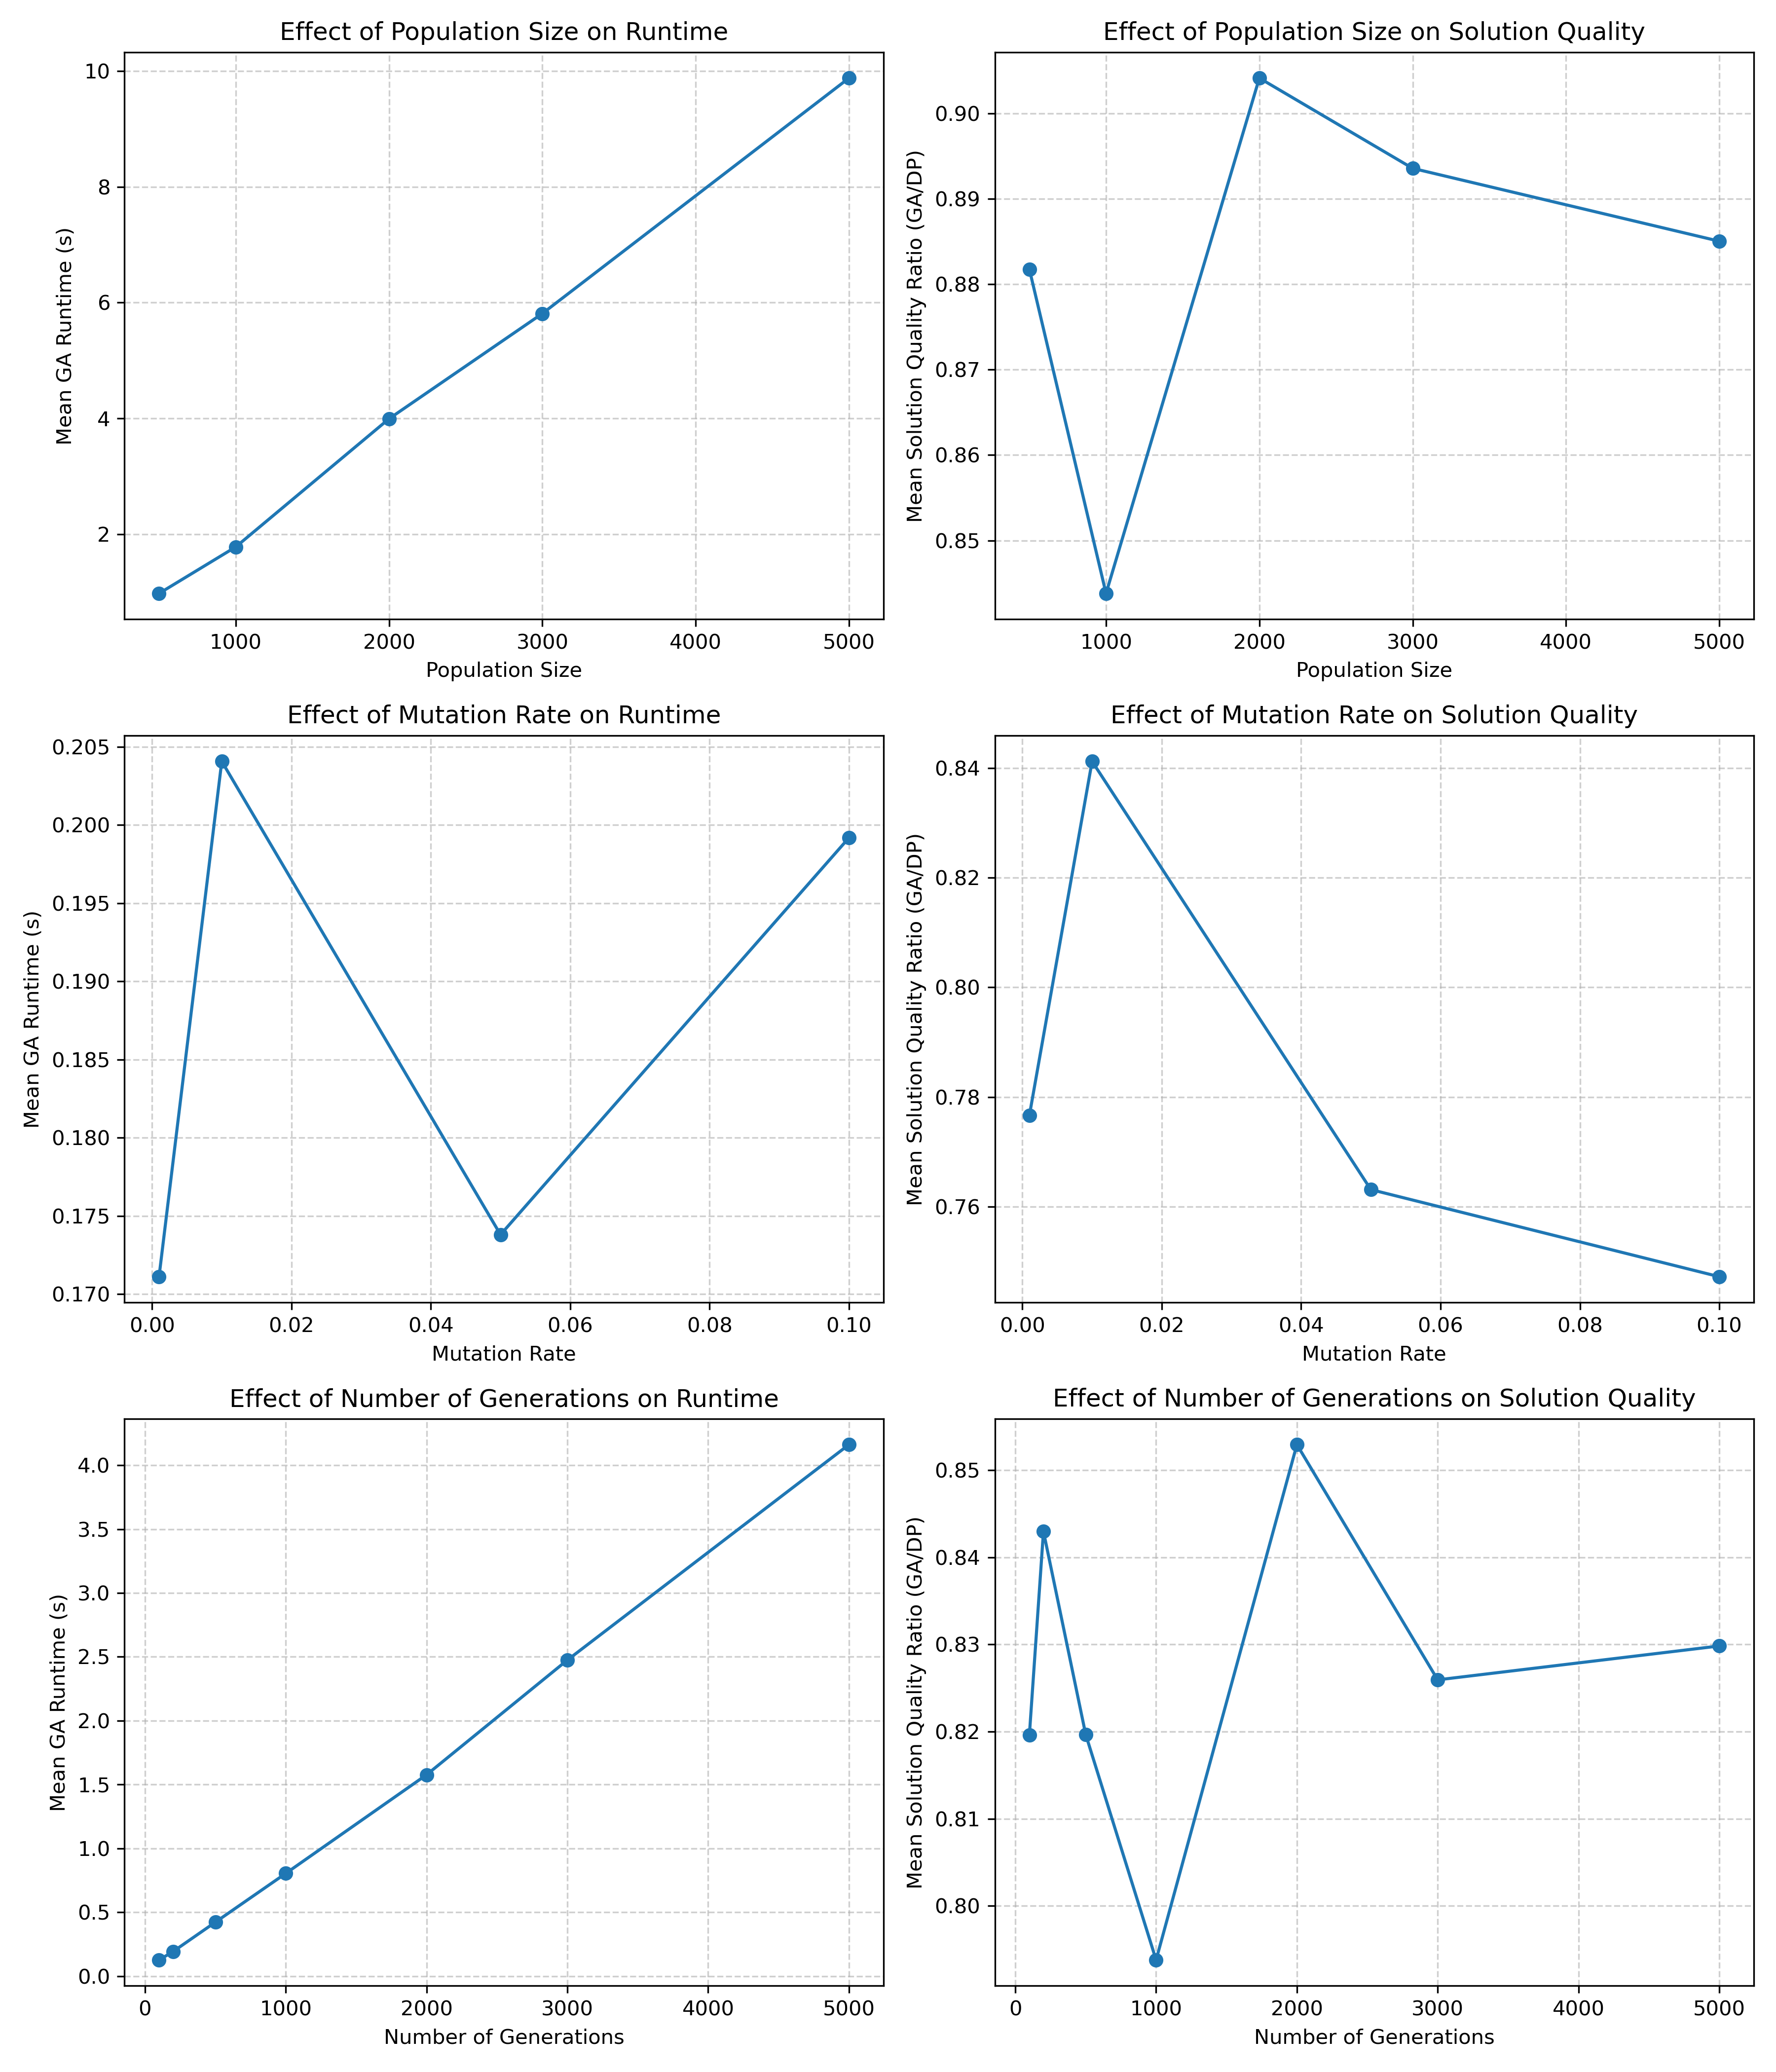 Effect of Population Size on Runtime
Mean GA Runtime (s)
10
8
6
4
2
1000 2000 3000 4000 5000
Population Size
Effect of Population Size on Solution Quality
Mean Solution Quality Ratio (GA/DP)
0.90
0.89
0.88
0.87
0.86
0.85
1000 2000 3000 4000 5000
Population Size
Effect of Mutation Rate on Runtime
Mean GA Runtime (s)
0.205
0.200
0.195
0.190
0.185
0.180
0.175
0.170
0.00 0.02 0.04 0.06 0.08 0.10
Mutation Rate
Effect of Mutation Rate on Solution Quality
Mean Solution Quality Ratio (GA/DP)
0.84
0.82
0.80
0.78
0.76
0.00 0.02 0.04 0.06 0.08 0.10
Mutation Rate
Effect of Number of Generations on Runtime
Mean GA Runtime (s)
4.0
3.5
3.0
2.5
2.0
1.5
1.0
0.5
0.0
0 1000 2000 3000 4000 5000
Number of Generations
Effect of Number of Generations on Solution Quality
Mean Solution Quality Ratio (GA/DP)
0.85
0.84
0.83
0.82
0.81
0.80
0 1000 2000 3000 4000 5000
Number of Generations